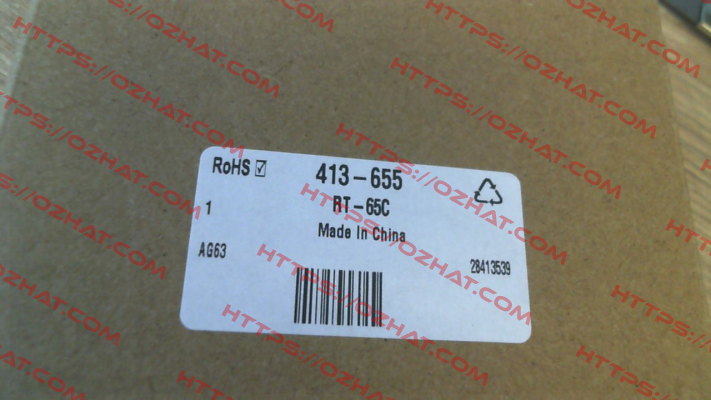 RoHS ☑
413-655
RT-65C
1
Made In China
AG63
28413539
HTTPS://OZHAT.COM